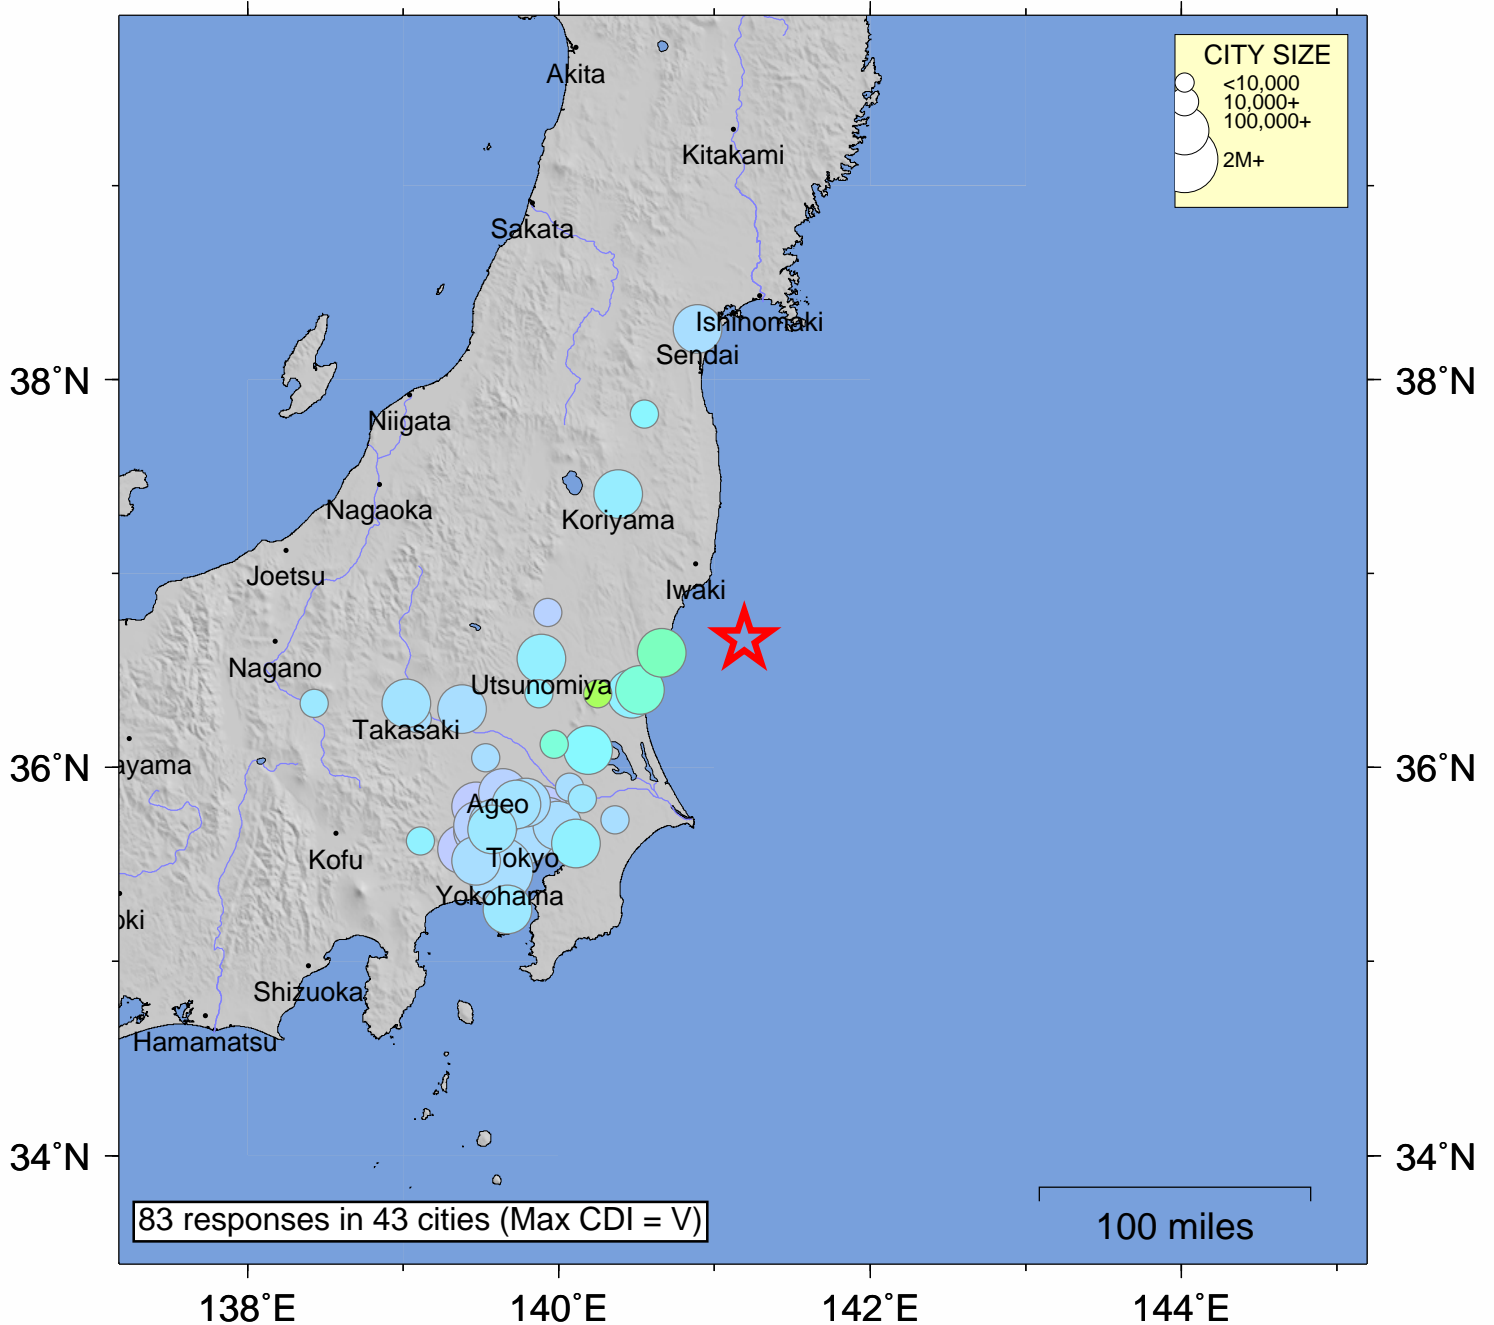 CITY SIZE
<10,000
10,000+
100,000+
2M+
Akita
Kitakami
Sakata
Ishinomaki
Sendai
38°N
38°N
Niigata
Nagaoka
Koriyama
Joetsu
Iwaki
Nagano
Utsunomiya
Takasaki
ayama
36°N
36°N
Ageo
Kofu
Tokyo
Yokohama
oki
Shizuoka
Hamamatsu
34°N
34°N
83 responses in 43 cities (Max CDI = V)
100 miles
138°E
140°E
142°E
144°E